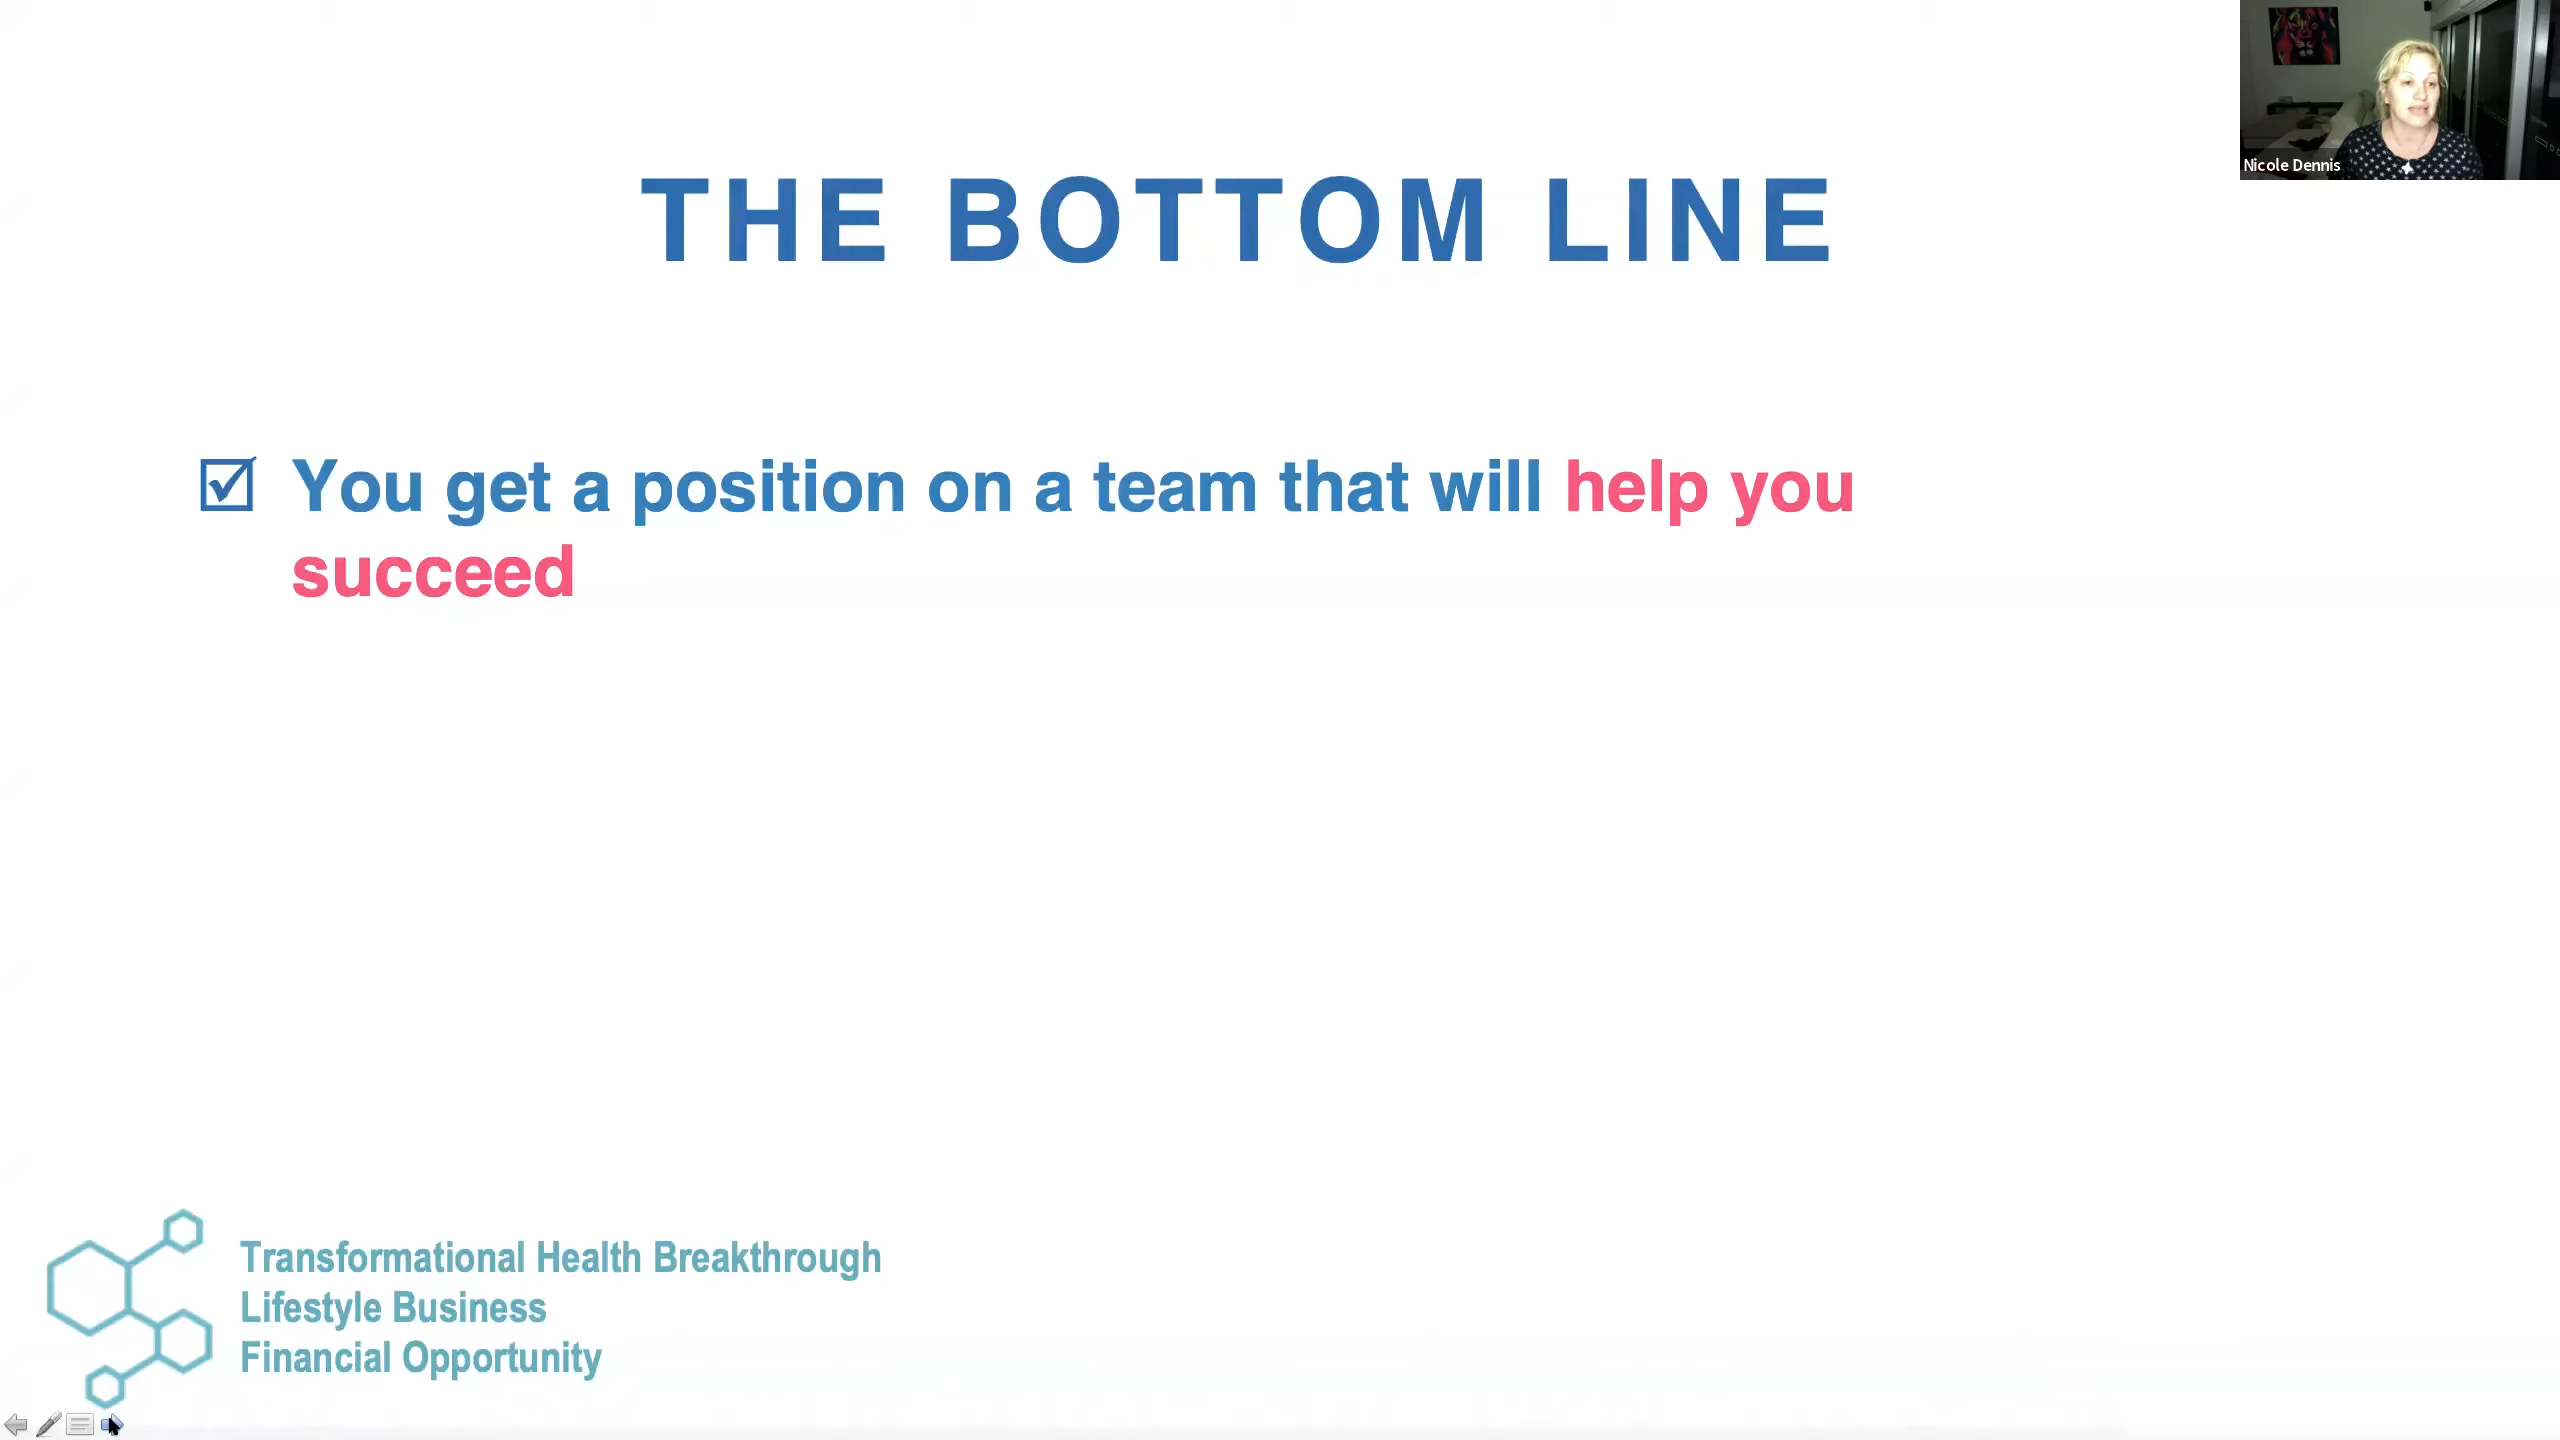 THE BOTTOM LINE
Nicole Dennis
You get a position on a team that will help you
succeed
Transformational Health Breakthrough
Lifestyle Business
Financial Opportunity